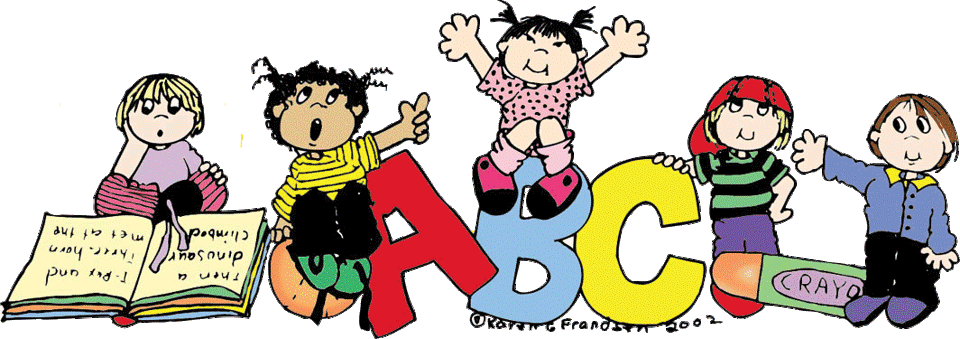 Then a
dinosaur
climbed
T-Rex and
Three-horn
met at the
ABC
CRAYO
© Karen G Frandsen 2002